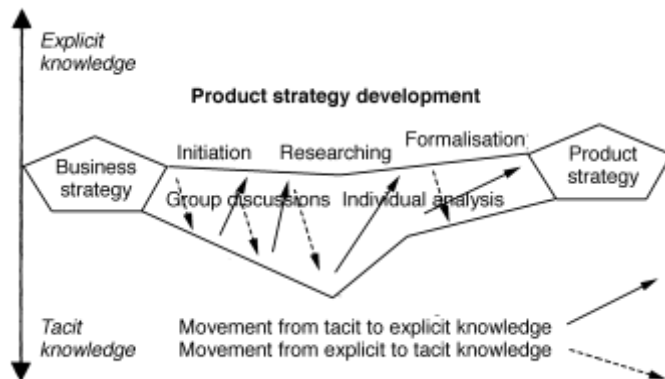 Explicit
knowledge
Product strategy development
Initiation
Researching
Formalisation
Business
strategy
Product
strategy
Group discussions
Individual analysis
Tacit
knowledge
Movement from tacit to explicit knowledge
Movement from explicit to tacit knowledge